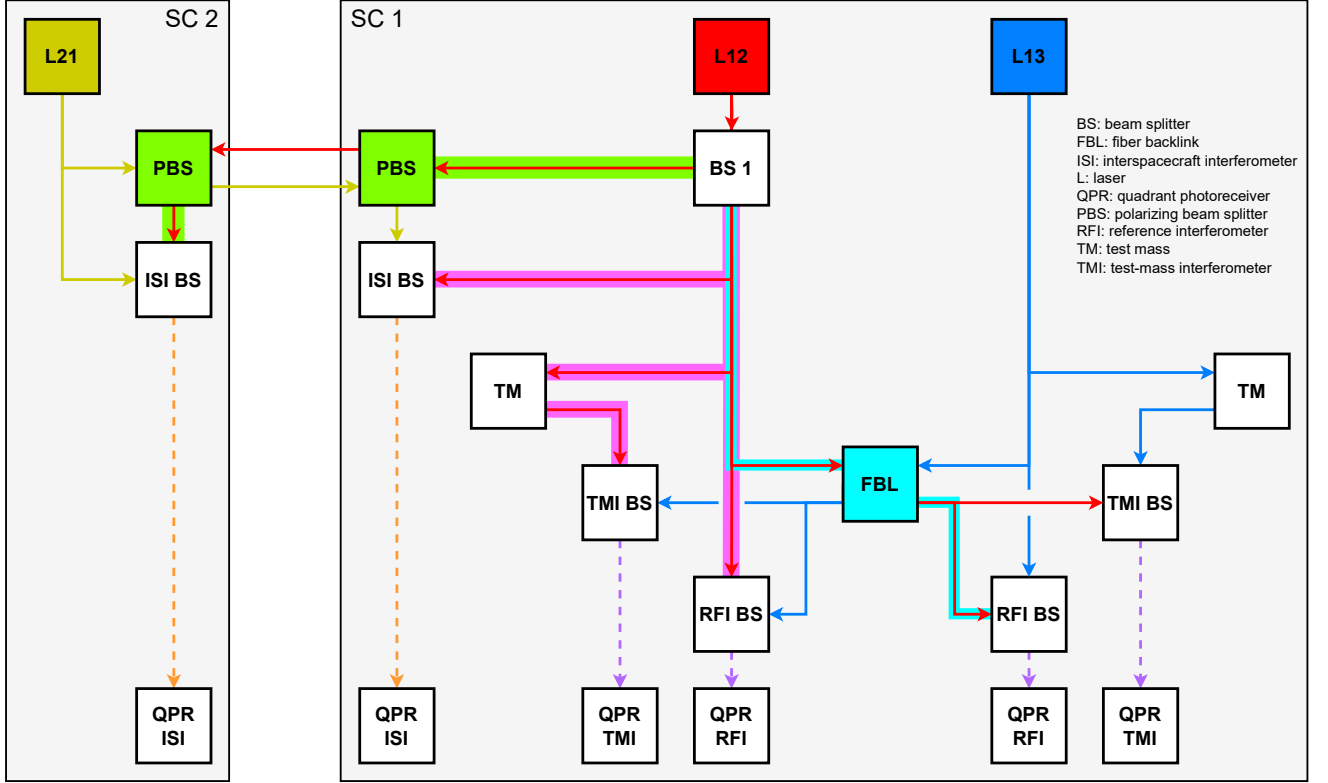 SC 2
SC 1
L21
L12
L13
PBS
PBS
BS 1
BS: beam splitter
FBL: fiber backlink
ISI: interspacecraft interferometer
L: laser
QPR: quadrant photoreceiver
PBS: polarizing beam splitter
RFI: reference interferometer
TM: test mass
TMI: test-mass interferometer
ISI BS
ISI BS
TM
TM
FBL
TMI BS
TMI BS
RFI BS
RFI BS
QPR
ISI
QPR
ISI
QPR
TMI
QPR
RFI
QPR
RFI
QPR
TMI